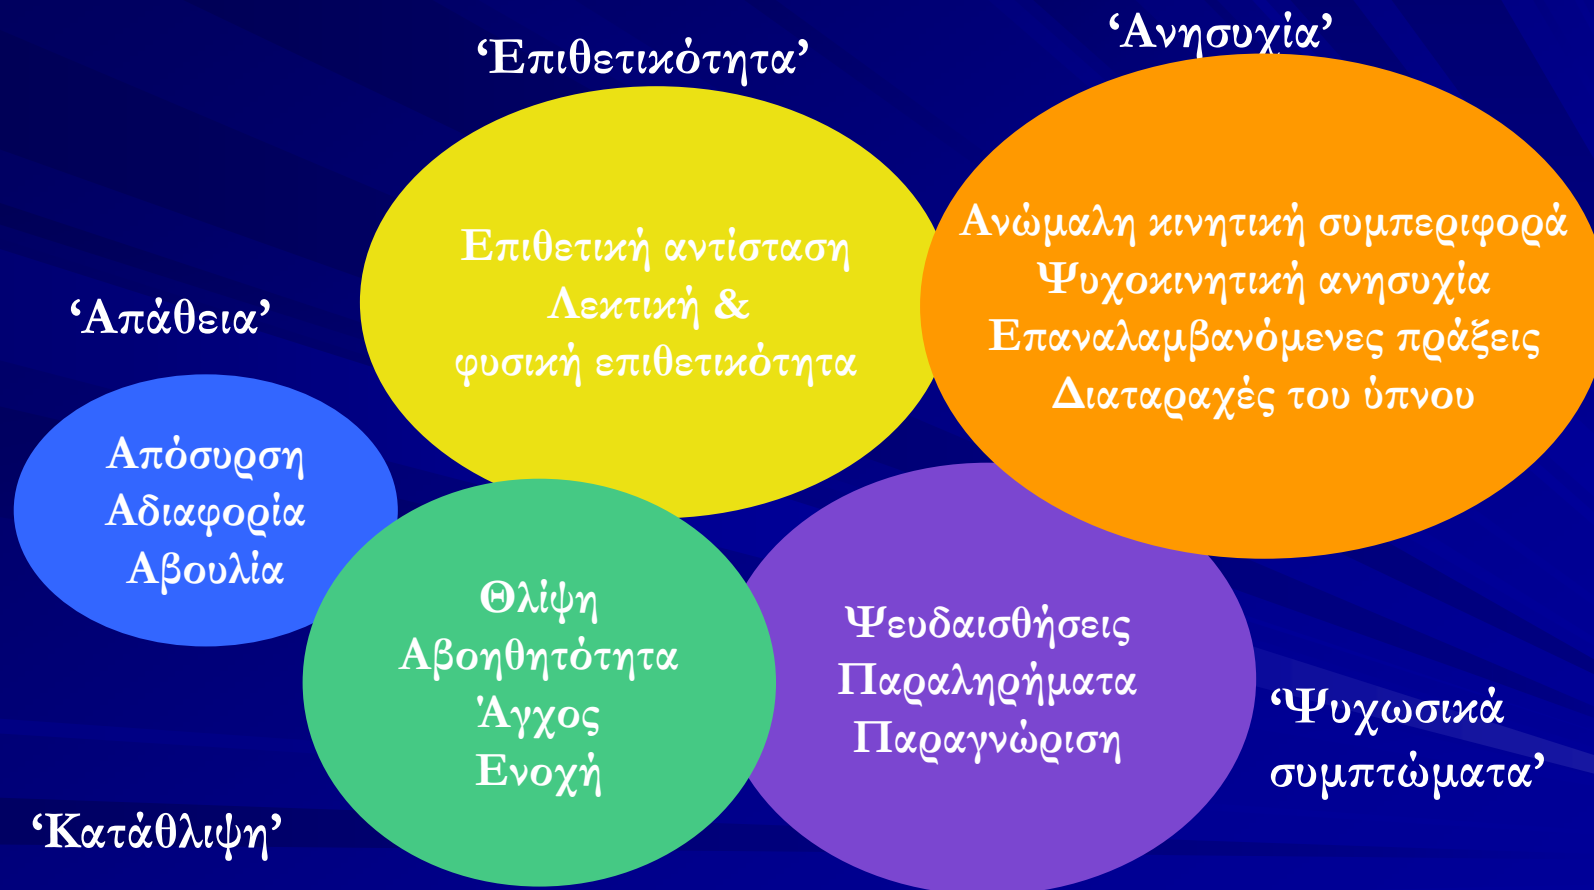 ‘Επιθετικότητα’
‘Ανησυχία’
Επιθετική αντίσταση
Λεκτική &
φυσική επιθετικότητα
Ανώμαλη κινητική συμπεριφορά
Ψυχοκινητική ανησυχία
Επαναλαμβανόμενες πράξεις
Διαταραχές του ύπνου
‘Απάθεια’
Απόσυρση
Αδιαφορία
Αβουλία
Θλίψη
Αβοηθητότητα
Άγχος
Ενοχή
‘Κατάθλιψη’
Ψευδαισθήσεις
Παραληρήματα
Παραγνώριση
‘Ψυχωσικά
συμπτώματα’